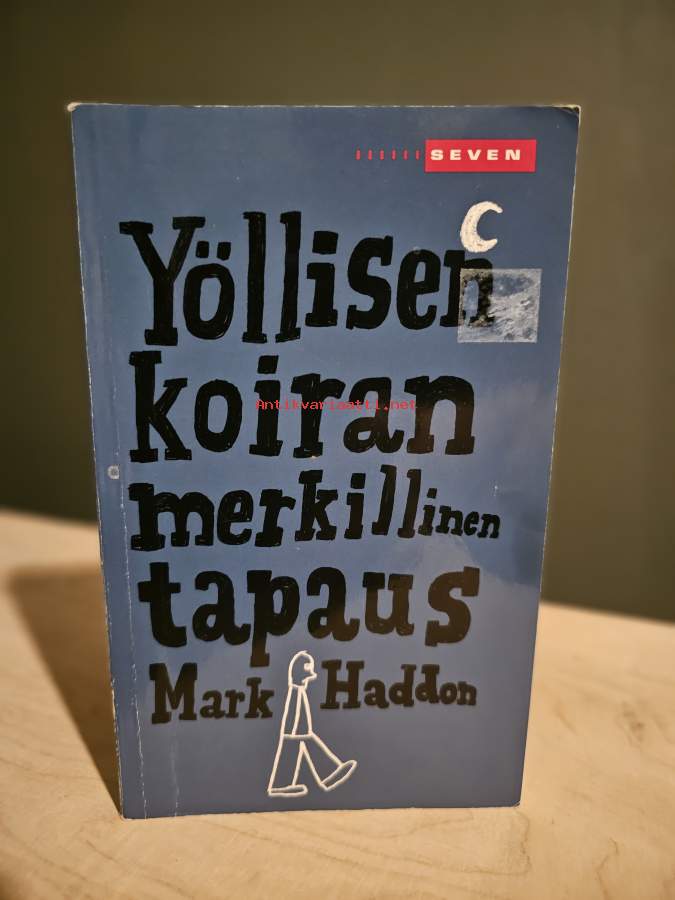 SEVEN
Yöllisen
koiran
Antikvariaatti.net
merkillinen
tapaus
Mark Haddon